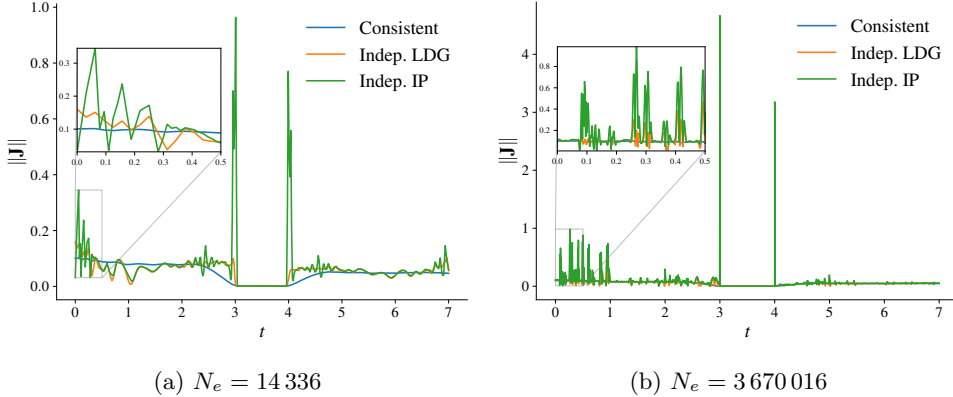 Consistent
Indep. LDG
Indep. IP
1.0
0.8
0.6
0.4
0.2
0.0
||J||
0.3
0.2
0.1
0.0 0.1 0.2 0.3 0.4 0.5
0 1 2 3 4 5 6 7
t
(a) N_e = 14 336
Consistent
Indep. LDG
Indep. IP
4
3
2
1
0
||J||
0.8
0.6
0.4
0.2
0.0 0.1 0.2 0.3 0.4 0.5
0 1 2 3 4 5 6 7
t
(b) N_e = 3 670 016